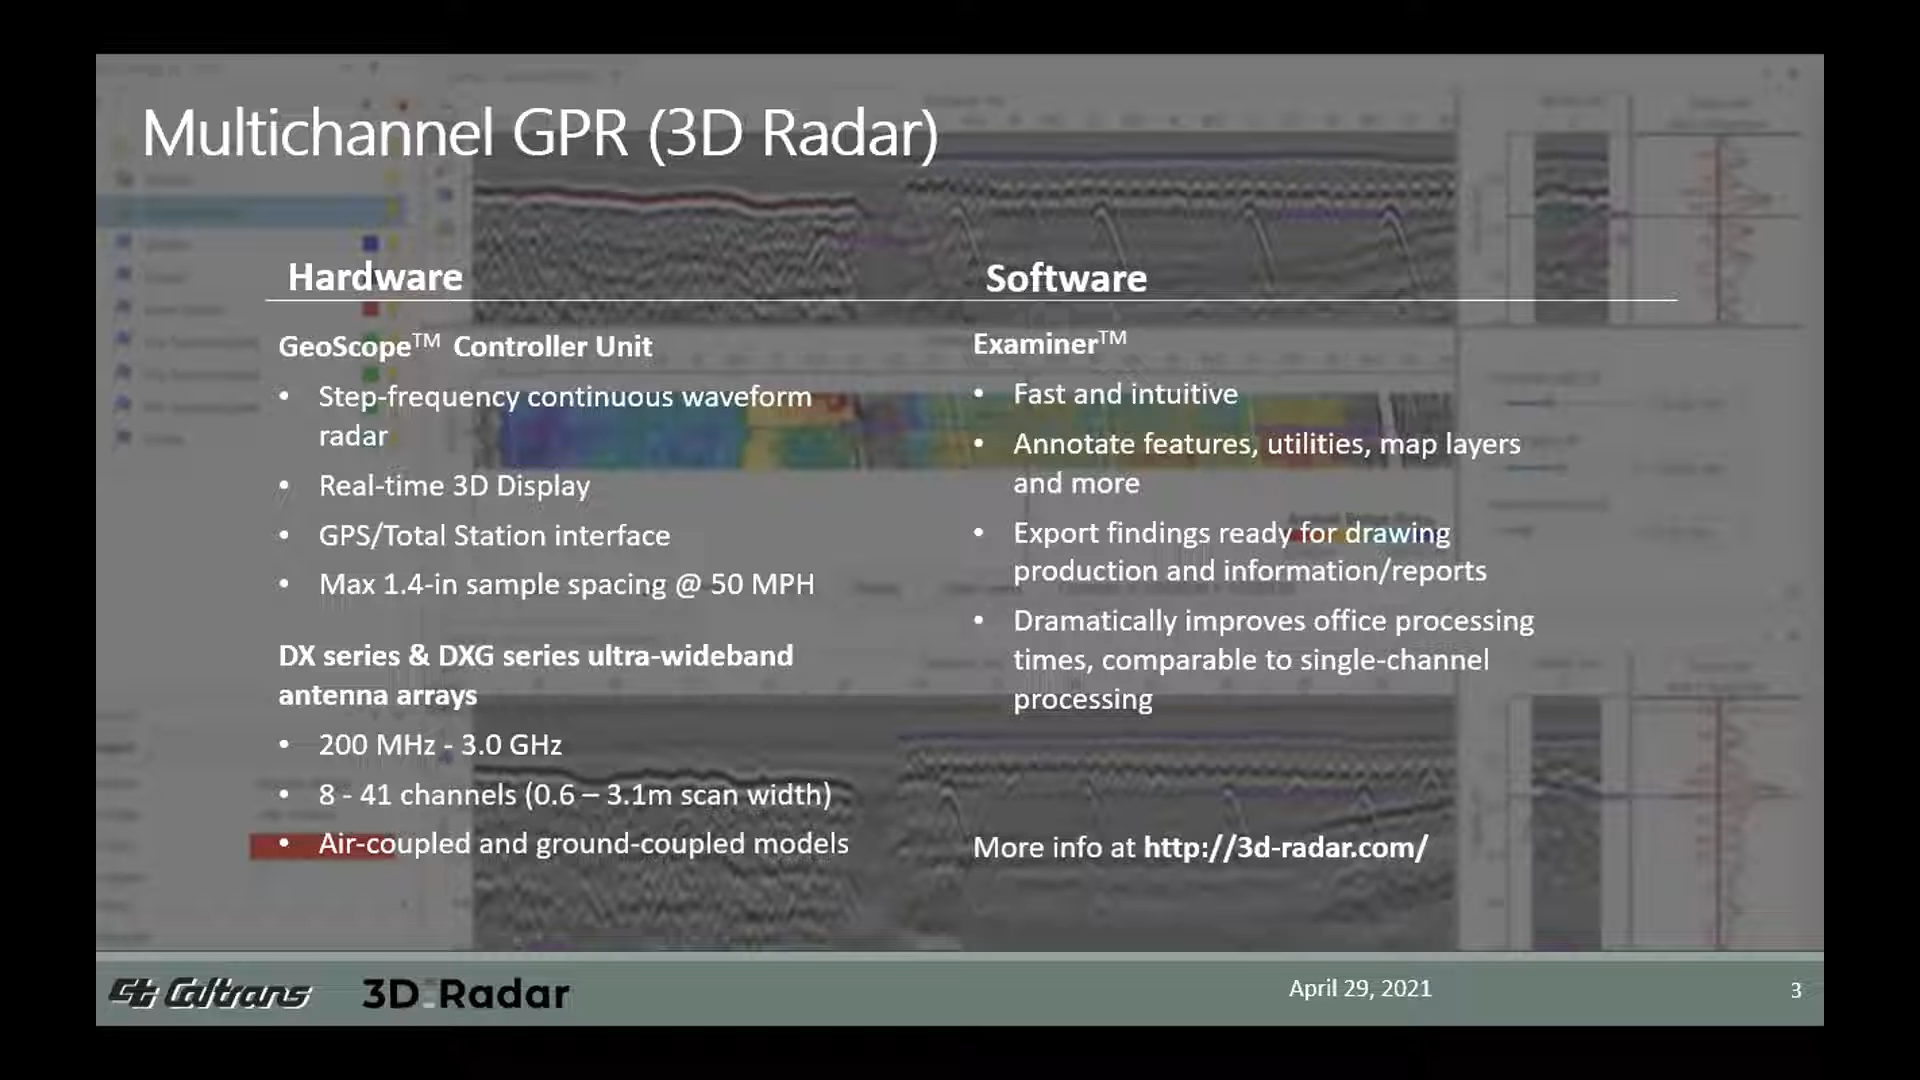 Multichannel GPR (3D Radar)
Hardware
GeoScope™ Controller Unit
• Step-frequency continuous waveform
radar
• Real-time 3D Display
• GPS/Total Station interface
• Max 1.4-in sample spacing @ 50 MPH
DX series & DXG series ultra-wideband
antenna arrays
• 200 MHz - 3.0 GHz
• 8 - 41 channels (0.6 – 3.1m scan width)
• Air-coupled and ground-coupled models
Software
Examiner™
• Fast and intuitive
• Annotate features, utilities, map layers
and more
• Export findings ready for drawing
production and information/reports
• Dramatically improves office processing
times, comparable to single-channel
processing
More info at http://3d-radar.com/
Ct Caltrans
3D-Radar
April 29, 2021
3